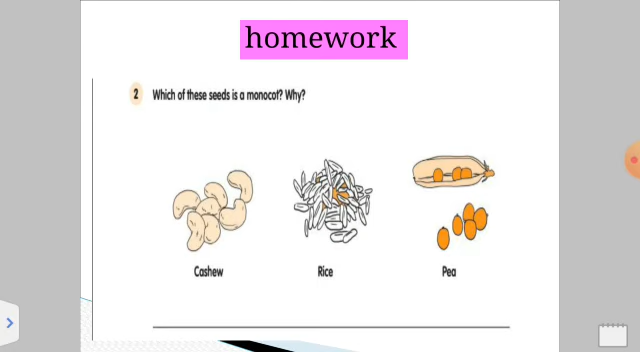 homework
2 Which of these seeds is a monocot? Why?
Cashew Rice Pea